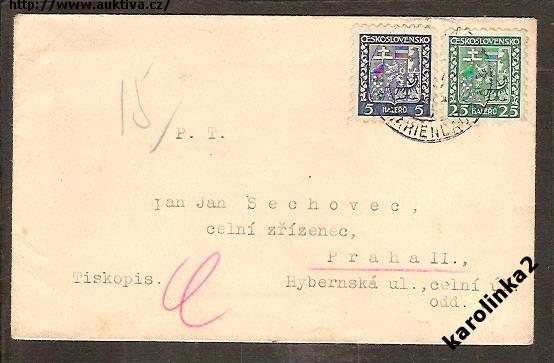 http://www.auktiva.cz/
ČESKOSLOVENSKO ČESKOSLOVENSKO
5 HALÉŘŮ 5 25 HALÉŘŮ 25
15
P. T.
pan Jan Sechovec,
celní zřízenec,
Praha II.,
Tiskopis. Hybernská ul., celní
odd.
karolinka2